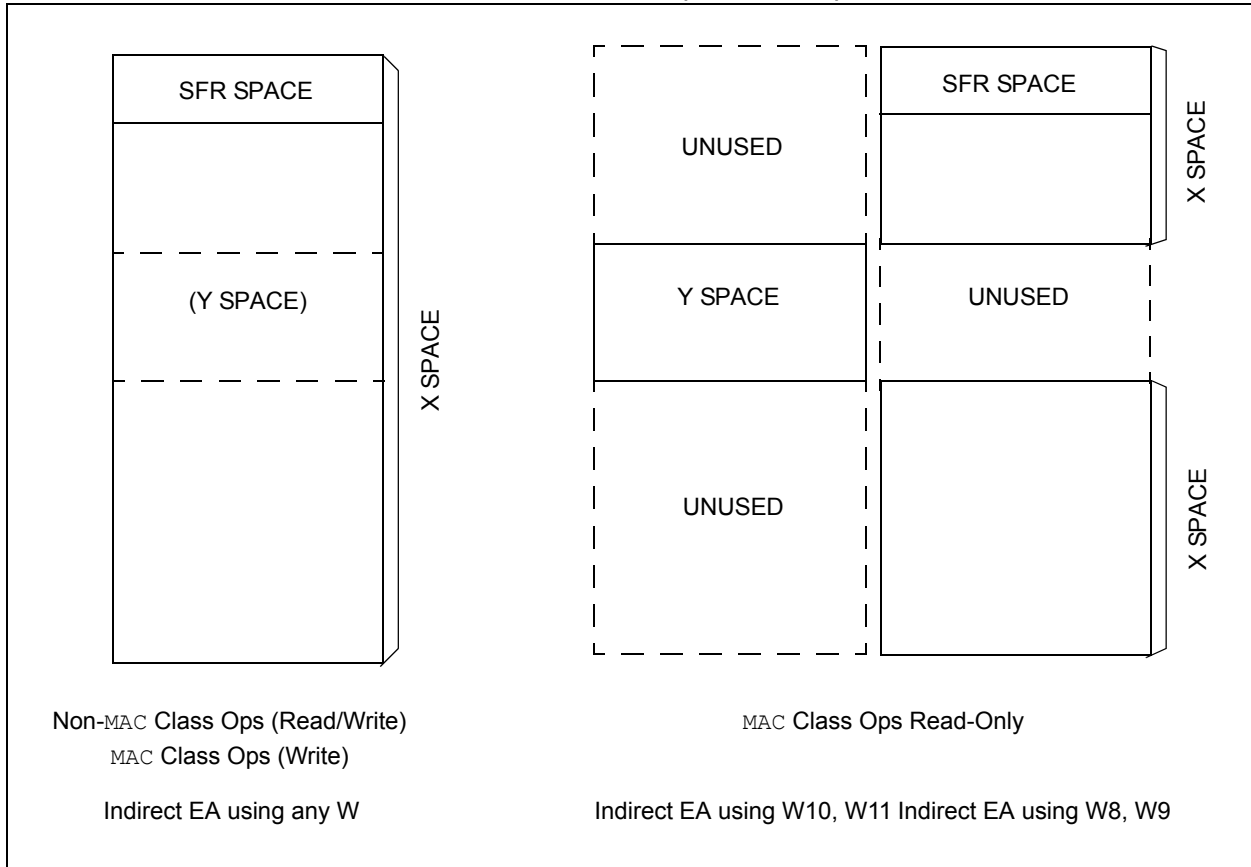 SFR SPACE
(Y SPACE)
X SPACE
Non-MAC Class Ops (Read/Write)
MAC Class Ops (Write)
Indirect EA using any W
UNUSED
Y SPACE
UNUSED
SFR SPACE
X SPACE
UNUSED
X SPACE
MAC Class Ops Read-Only
Indirect EA using W10, W11 Indirect EA using W8, W9